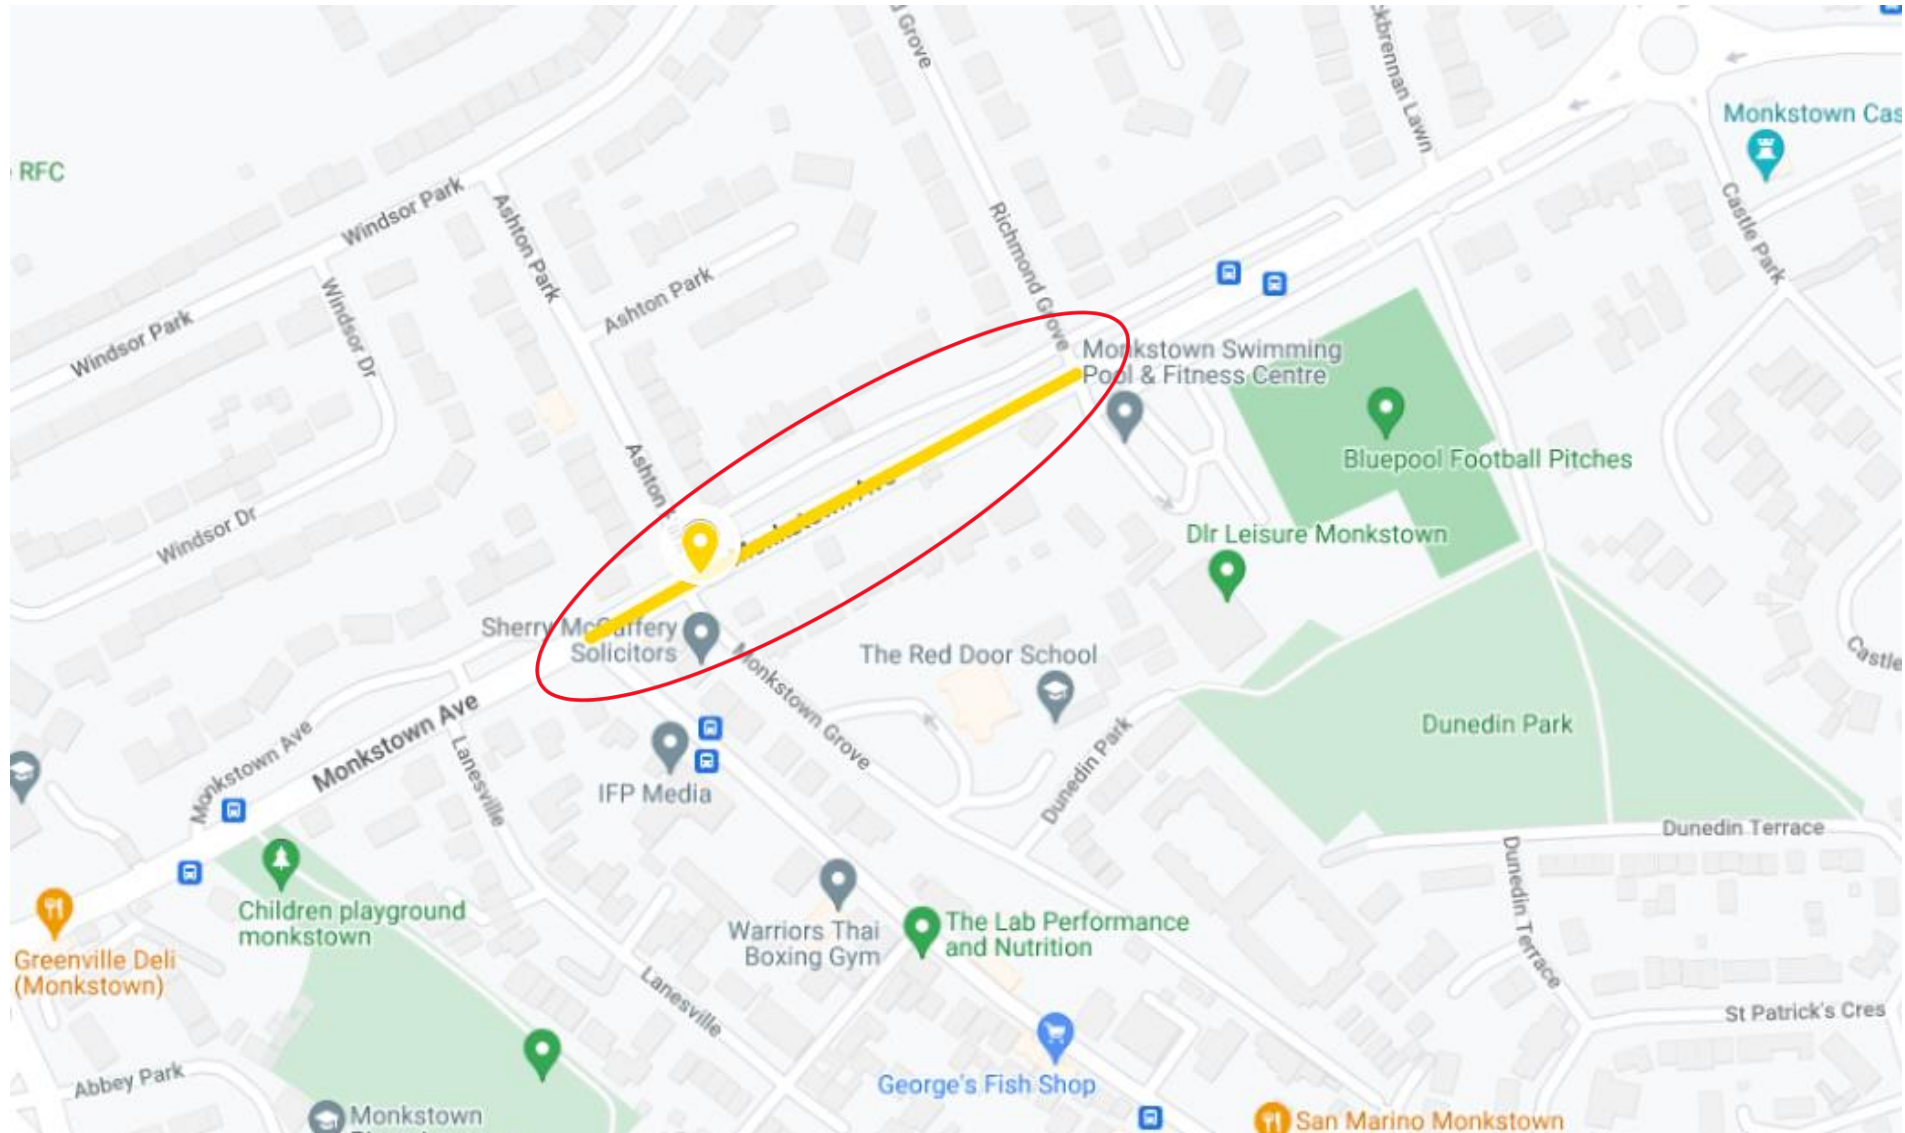 d Grove
ckbrennan Lawn
Monkstown Cas
RFC
Windsor Park
Ashton Park
Castle Park
Richmond Grove
Ashton Park
Windsor Dr
Windsor Park
Monkstown Swimming
Pool & Fitness Centre
Ashton
Bluepool Football Pitches
Windsor Dr
Dlr Leisure Monkstown
Sherry McCaffery
Solicitors
Monkstown Grove
The Red Door School
Castle
Monkstown Ave
Monkstown Ave
Lanesville
Dunedin Park
Dunedin Park
IFP Media
Dunedin Terrace
Dunedin Terrace
Children playground
monkstown
Warriors Thai
Boxing Gym
The Lab Performance
and Nutrition
Greenville Deli
(Monkstown)
Lanesville
St Patrick's Cres
Abbey Park
George's Fish Shop
Monkstown
San Marino Monkstown